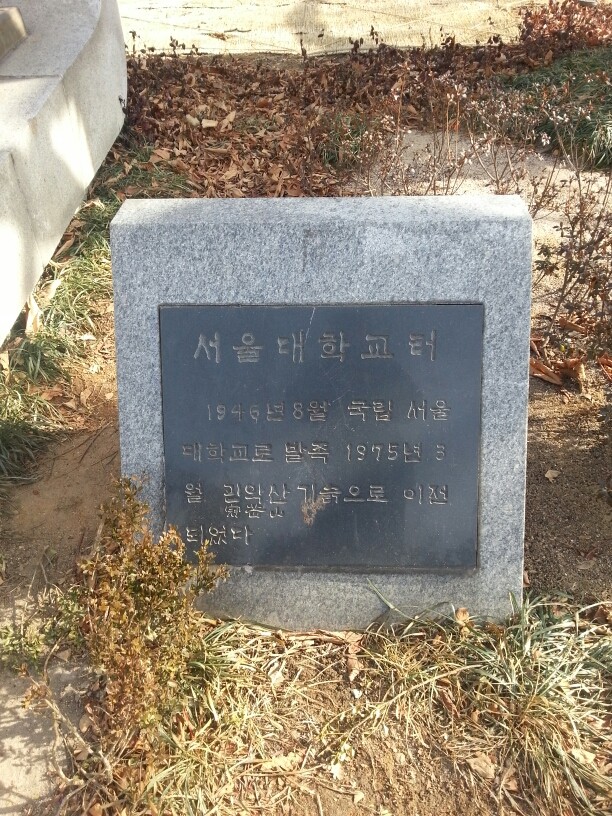 서울대학교터
1946년 8월 국립 서울
대학교로 발족 1975년 3
월 관악산 기슭으로 이전
冠岳山
되었다